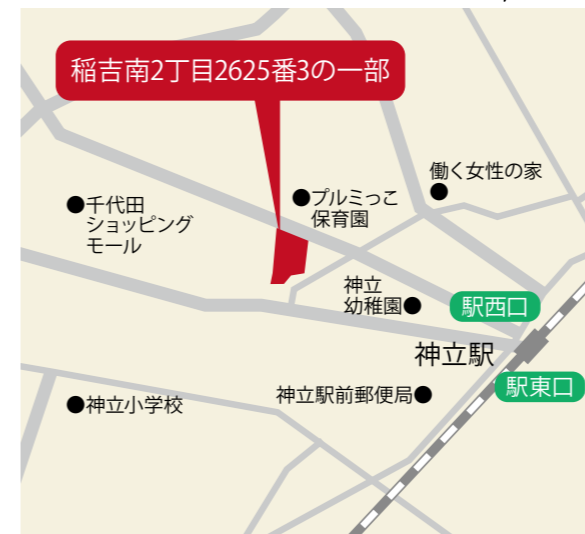 稲吉南2丁目2625番3の一部
働く女性の家
●
●プルミっこ
保育園
●千代田
ショッピング
モール
神立
幼稚園●
駅西口
神立駅
駅東口
神立駅前郵便局●
●神立小学校